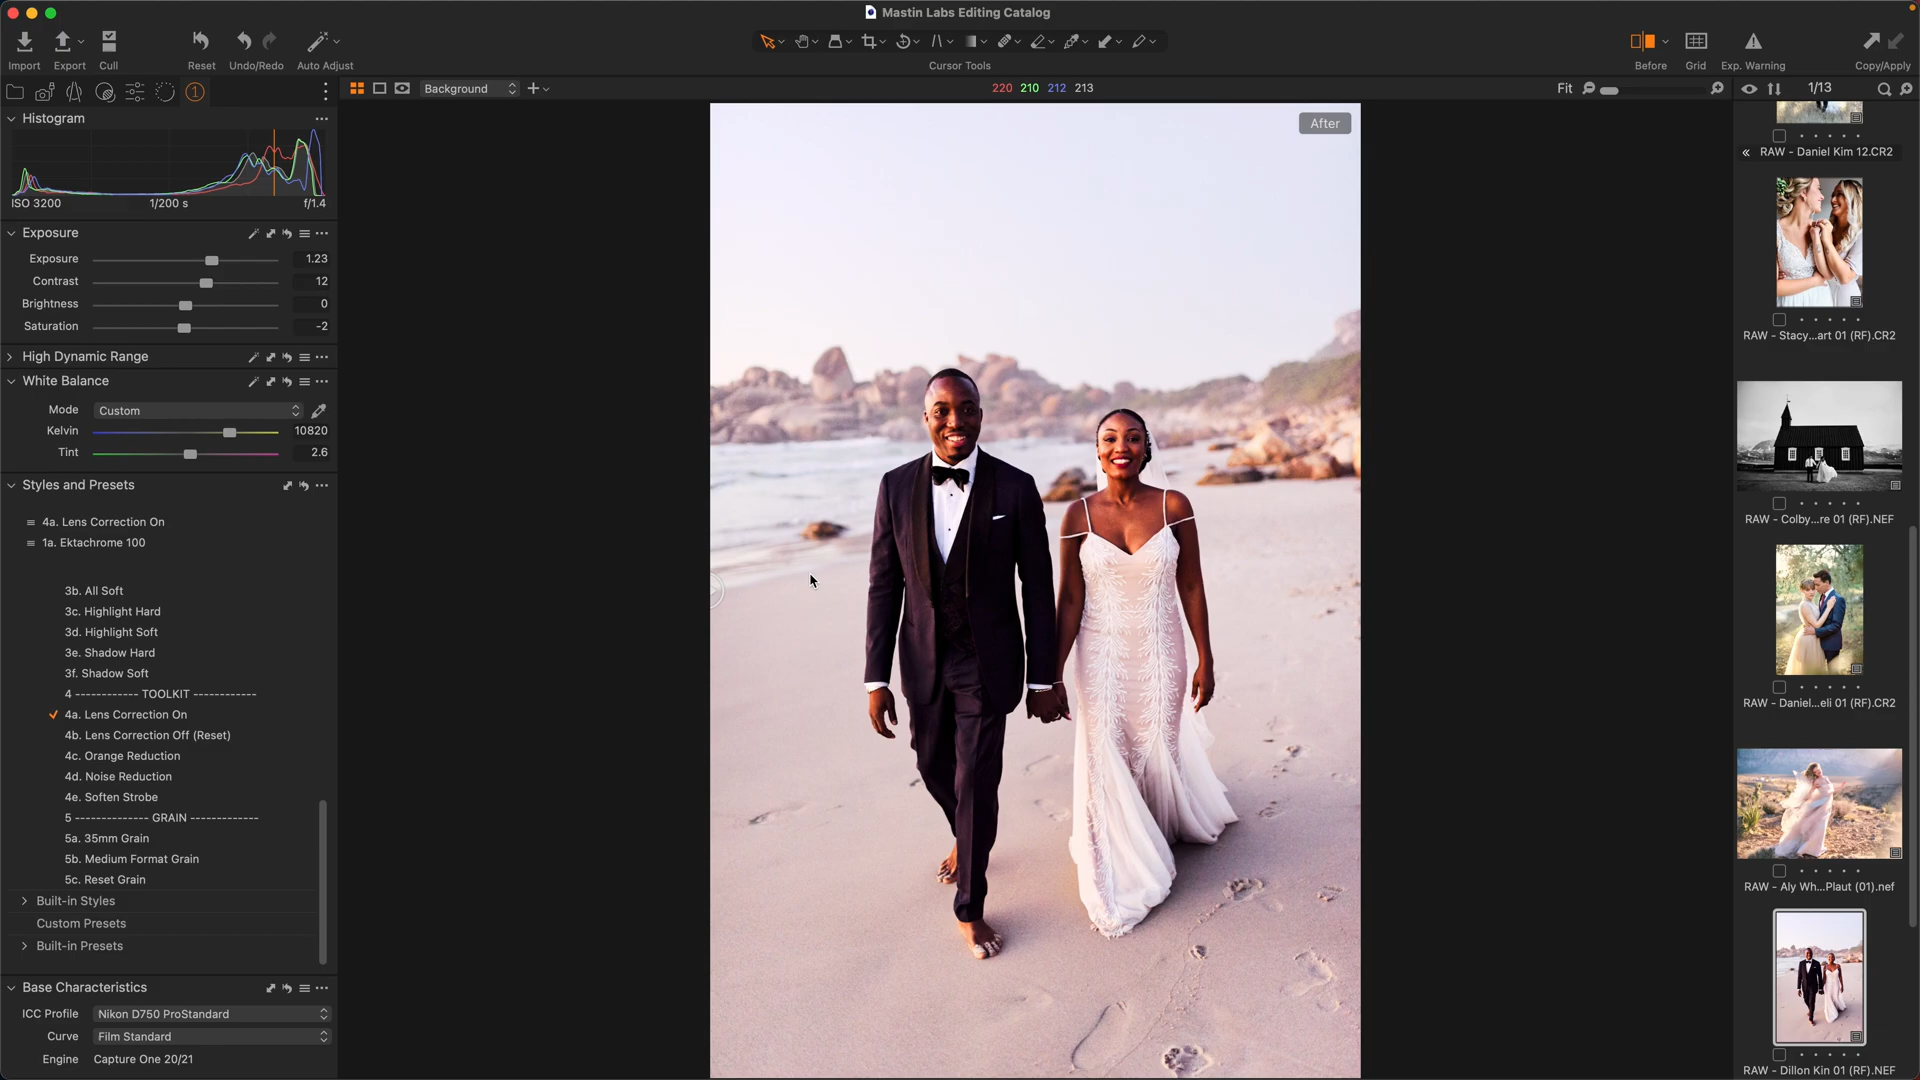 Mastin Labs Editing Catalog
Import
Export
Cull
Reset
Undo/Redo
Auto Adjust
Cursor Tools
Before
Grid
Exp. Warning
Copy/Apply
1
Background
220 210 212 213
Fit
1/13
Histogram
ISO 3200 1/200 s f/1.4
Exposure
Exposure 1.23
Contrast 12
Brightness 0
Saturation -2
High Dynamic Range
White Balance
Mode Custom
Kelvin 10820
Tint 2.6
Styles and Presets
4a. Lens Correction On
1a. Ektachrome 100
3b. All Soft
3c. Highlight Hard
3d. Highlight Soft
3e. Shadow Hard
3f. Shadow Soft
4 ------------ TOOLKIT ------------
4a. Lens Correction On
4b. Lens Correction Off (Reset)
4c. Orange Reduction
4d. Noise Reduction
4e. Soften Strobe
5 -------------- GRAIN -------------
5a. 35mm Grain
5b. Medium Format Grain
5c. Reset Grain
Built-in Styles
Custom Presets
Built-in Presets
Base Characteristics
ICC Profile Nikon D750 ProStandard
Curve Film Standard
Engine Capture One 20/21
After
RAW - Daniel Kim 12.CR2
RAW - Stacy...art 01 (RF).CR2
RAW - Colby...re 01 (RF).NEF
RAW - Daniel...eli 01 (RF).CR2
RAW - Aly Wh...Plaut (01).nef
RAW - Dillon Kin 01 (RF).NEF